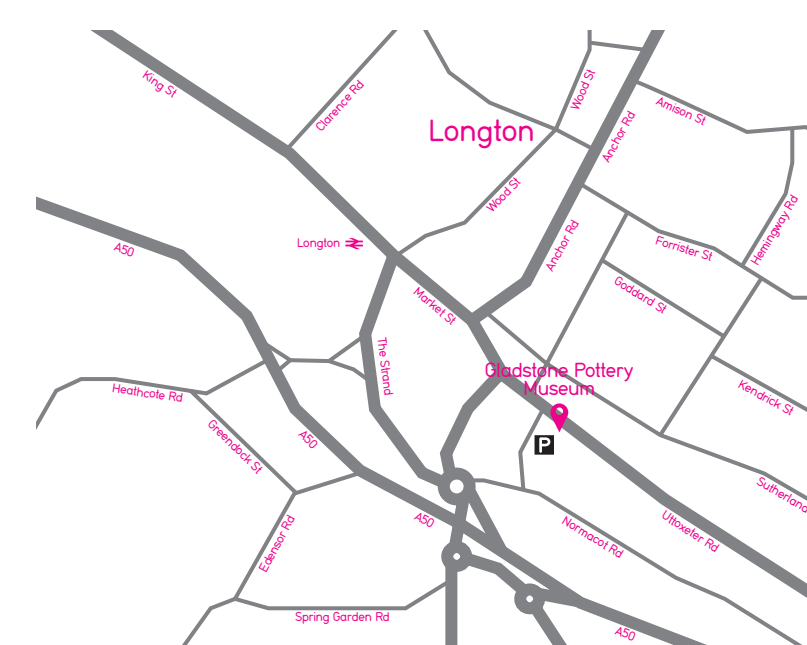 King St
Clarence Rd
Wood St
Amison St
Longton
Anchor Rd
Wood St
Hemingway Rd
Longton
A50
Anchor Rd
Forrister St
Goddard St
Market St
The Strand
Gladstone Pottery
Museum
Heathcote Rd
Kendrick St
Greendock St
A50
P
Sutherland
A50
Uttoxeter Rd
Normacot Rd
Edensor Rd
Spring Garden Rd
A50